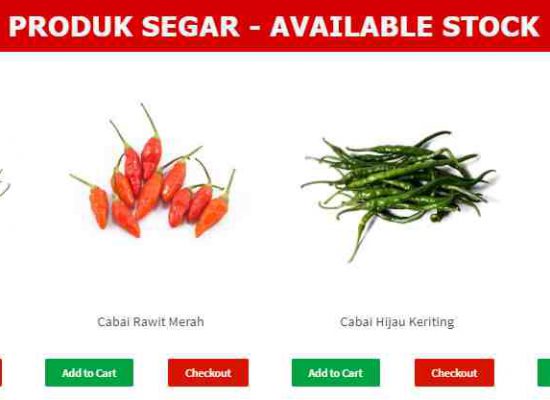 PRODUK SEGAR - AVAILABLE STOCK
Cabai Rawit Merah
Cabai Hijau Keriting
Add to Cart
Checkout
Add to Cart
Checkout